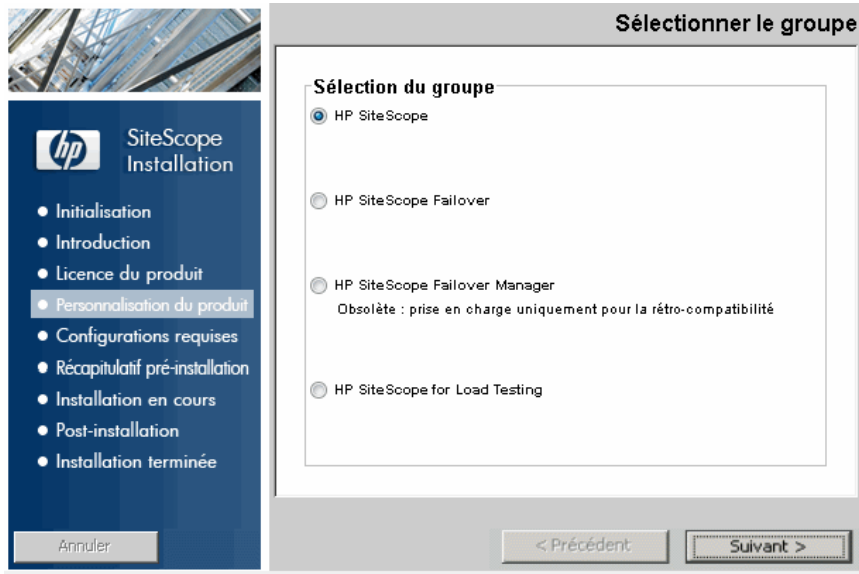 Sélectionner le groupe
hp
SiteScope
Installation
Initialisation
Introduction
Licence du produit
Personnalisation du produit
Configurations requises
Récapitulatif pré-installation
Installation en cours
Post-installation
Installation terminée
Annuler
Sélection du groupe
HP SiteScope
HP SiteScope Failover
HP SiteScope Failover Manager
Obsolète : prise en charge uniquement pour la rétro-compatibilité
HP SiteScope for Load Testing
< Précédent
Suivant >